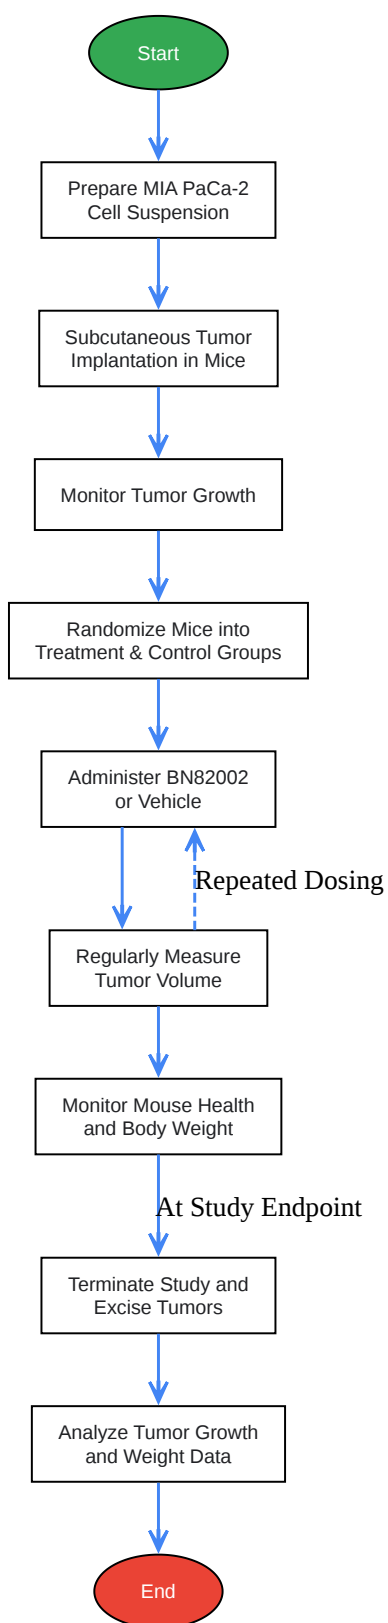 Start
Prepare MIA PaCa-2
Cell Suspension
Subcutaneous Tumor
Implantation in Mice
Monitor Tumor Growth
Randomize Mice into
Treatment & Control Groups
Administer BN82002
or Vehicle
Repeated Dosing
Regularly Measure
Tumor Volume
Monitor Mouse Health
and Body Weight
At Study Endpoint
Terminate Study and
Excise Tumors
Analyze Tumor Growth
and Weight Data
End